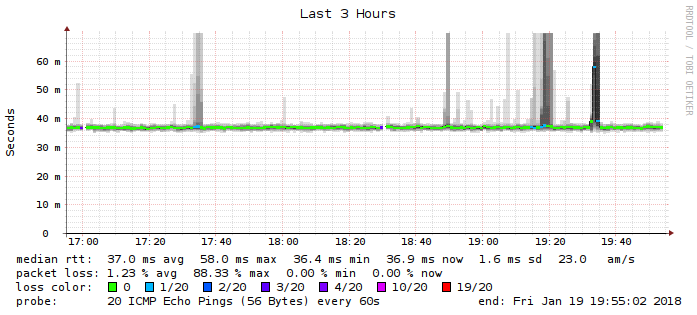 Last 3 Hours
RRDTOOL / TOBI OETIKER
Seconds
60 m
50 m
40 m
30 m
20 m
10 m
0
17:00 17:20 17:40 18:00 18:20 18:40 19:00 19:20 19:40
median rtt: 37.0 ms avg 58.0 ms max 36.4 ms min 36.9 ms now 1.6 ms sd 23.0 am/s
packet loss: 1.23 % avg 88.33 % max 0.00 % min 0.00 % now
loss color: 0 1/20 2/20 3/20 4/20 10/20 19/20
probe: 20 ICMP Echo Pings (56 Bytes) every 60s end: Fri Jan 19 19:55:02 2018